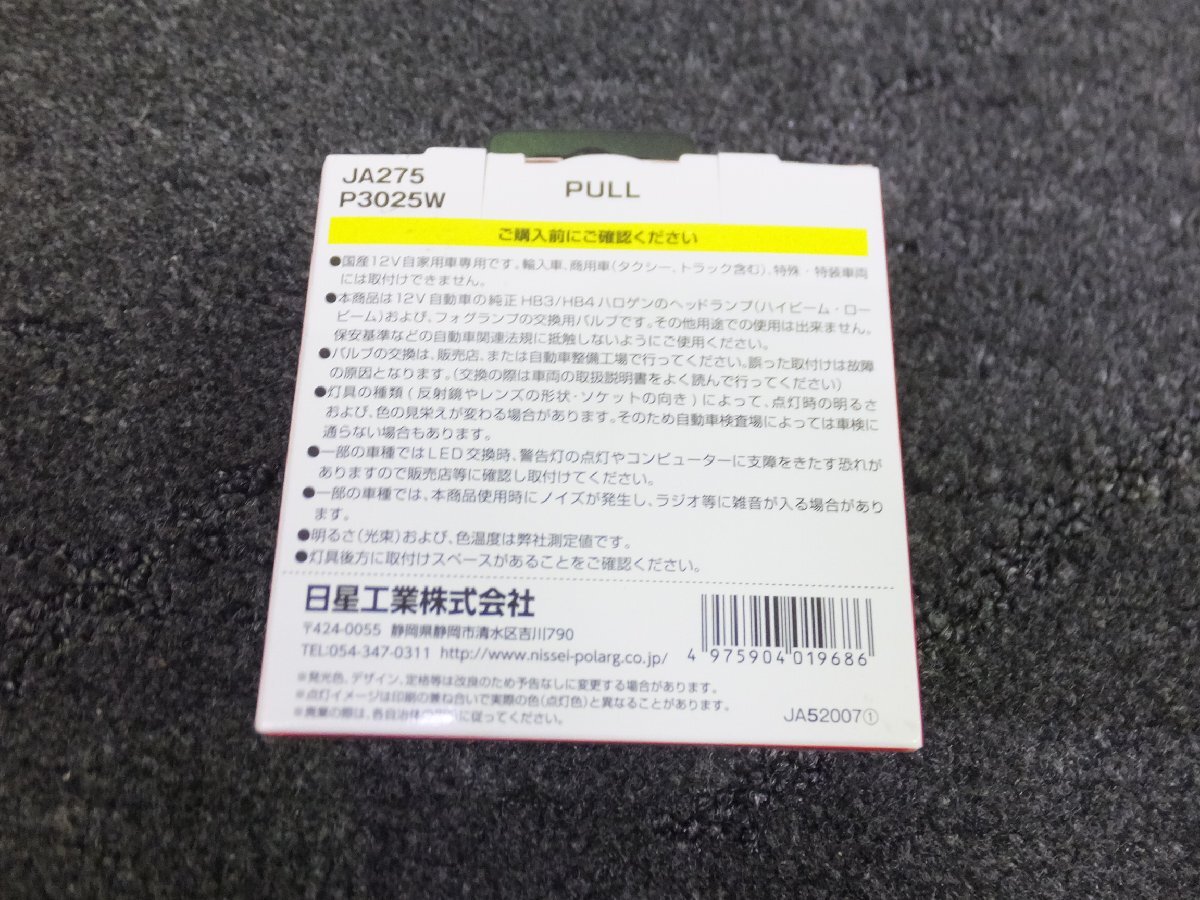 JA275
P3025W
PULL
ご購入前にご確認ください
●国産12V自家用車専用です。輸入車、商用車(タクシー、トラック含む)、特殊・特装車両
には取付けできません。
●本商品は12V自動車の純正HB3/HB4ハロゲンのヘッドランプ(ハイビーム・ロー
ビーム)および、フォグランプの交換用バルブです。その他用途での使用は出来ません。
保安基準などの自動車関連法規に抵触しないようにご使用ください。
●バルブの交換は、販売店、または自動車整備工場で行ってください。誤った取付けは故障
の原因となります。(交換の際は車両の取扱説明書をよく読んで行ってください)
●灯具の種類(反射鏡やレンズの形状・ソケットの向き)によって、点灯時の明るさ
および、色の見栄えが変わる場合があります。そのため自動車検査場によっては車検に
通らない場合もあります。
●一部の車種ではLED交換時、警告灯の点灯やコンピューターに支障をきたす恐れが
ありますので販売店等に確認し取付けてください。
●一部の車種では、本商品使用時にノイズが発生し、ラジオ等に雑音が入る場合があり
ます。
●明るさ(光束)および、色温度は弊社測定値です。
●灯具後方に取付けスペースがあることをご確認ください。
日星工業株式会社
〒424-0055 静岡県静岡市清水区吉川790
TEL:054-347-0311 http://www.nissei-polarg.co.jp/
4 975904 019686
※発光色、デザイン、定格等は改良のため予告なしに変更する場合があります。
※点灯イメージは印刷の兼ね合いで実際の色(点灯色)と異なることがあります。
※廃棄の際は、各自治体の に従ってください。
JA52007①